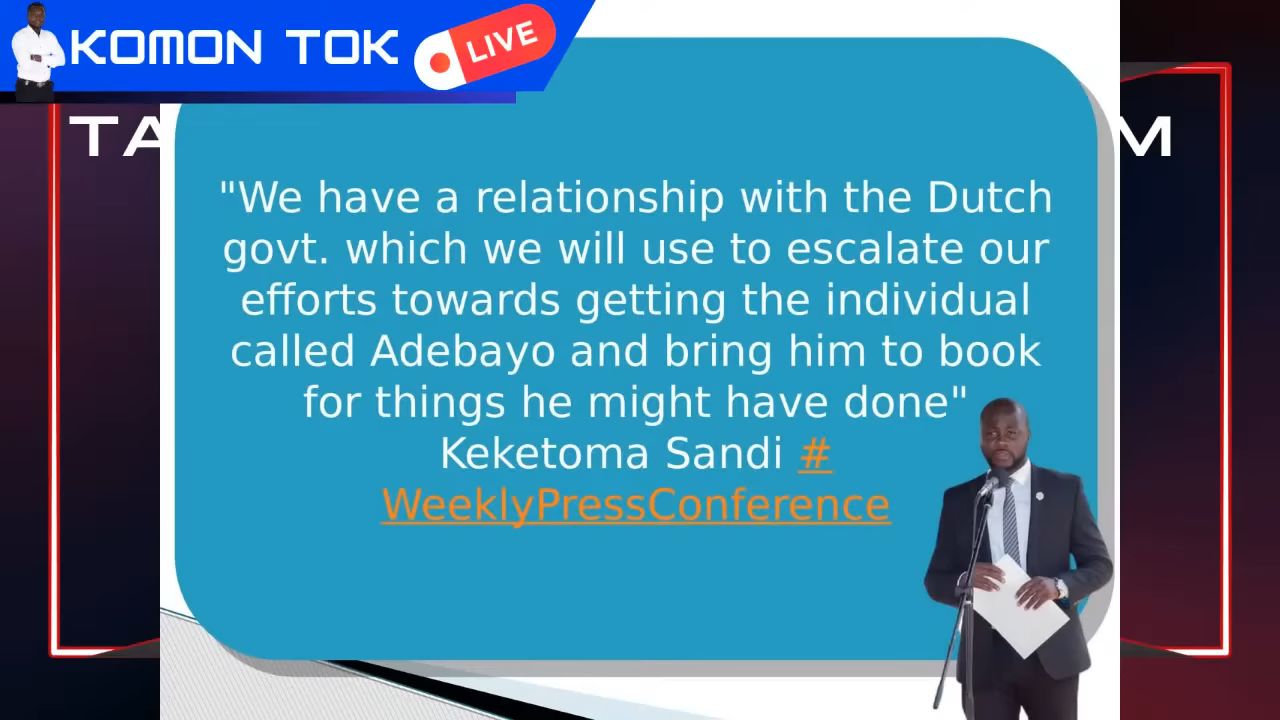 KOMON TOK
LIVE
TA
M
"We have a relationship with the Dutch
govt. which we will use to escalate our
efforts towards getting the individual
called Adebayo and bring him to book
for things he might have done"
Keketoma Sandi #
WeeklyPressConference